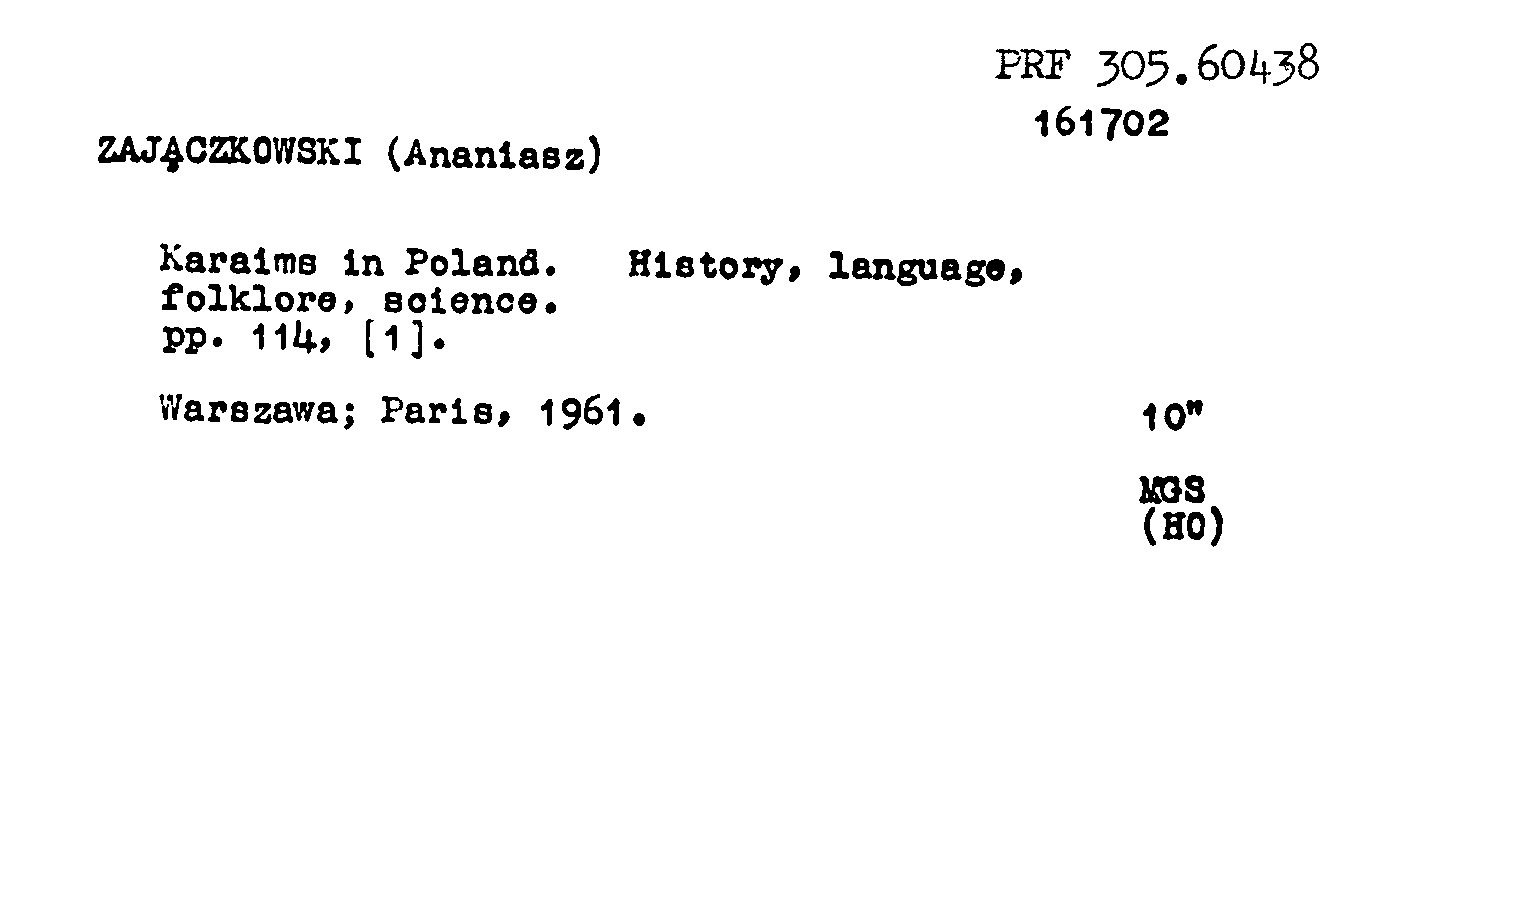 PRF 305.60438
161702
ZAJĄCZKOWSKI (Ananiasz)
Karaims in Poland. History, language,
folklore, science.
pp. 114, [1].
Warszawa; Paris, 1961. 10"
MGS
(HO)